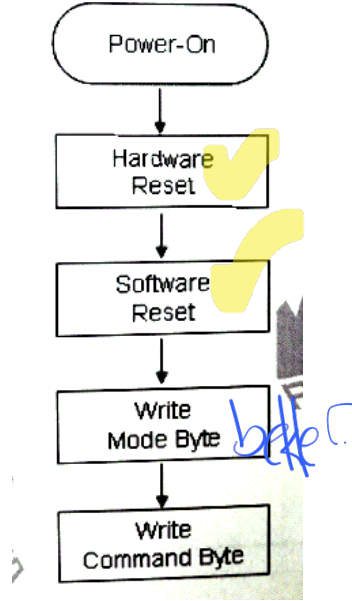 Power-On
Hardware
Reset
Software
Reset
Write
Mode Byte
Write
Command Byte